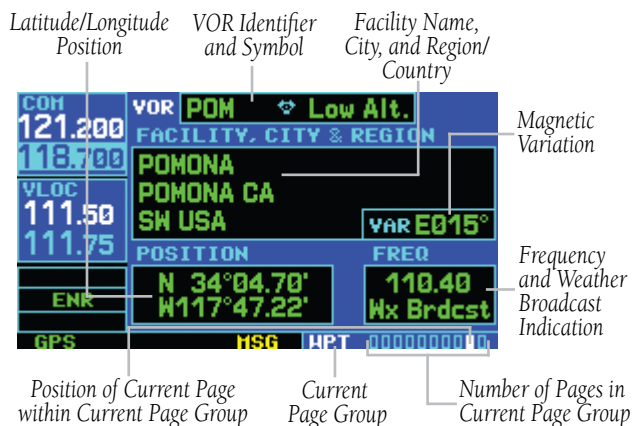 Latitude/Longitude
Position
VOR Identifier
and Symbol
Facility Name,
City, and Region/
Country
COM
121.200
118.700
VLOC
111.50
111.75
ENR
GPS
VOR POM Low Alt.
FACILITY, CITY & REGION
POMONA
POMONA CA
SW USA
VAR E015°
POSITION
N 34°04.70'
W117°47.22'
FREQ
110.40
Wx Brdcst
MSG
WPT
Magnetic
Variation
Frequency
and Weather
Broadcast
Indication
Position of Current Page
within Current Page Group
Current
Page Group
Number of Pages in
Current Page Group